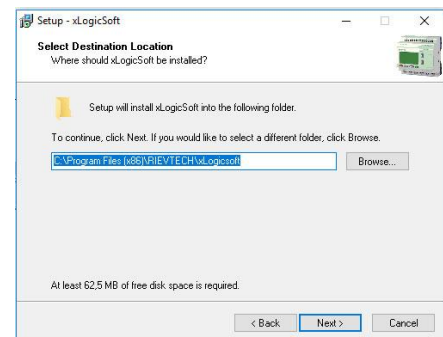 Setup - xLogicSoft
Select Destination Location
Where should xLogicSoft be installed?
Setup will install xLogicSoft into the following folder.
To continue, click Next. If you would like to select a different folder, click Browse.
C:\Program Files (x86)\RIEVTECH\xLogicsoft
Browse...
At least 62,5 MB of free disk space is required.
< Back
Next >
Cancel